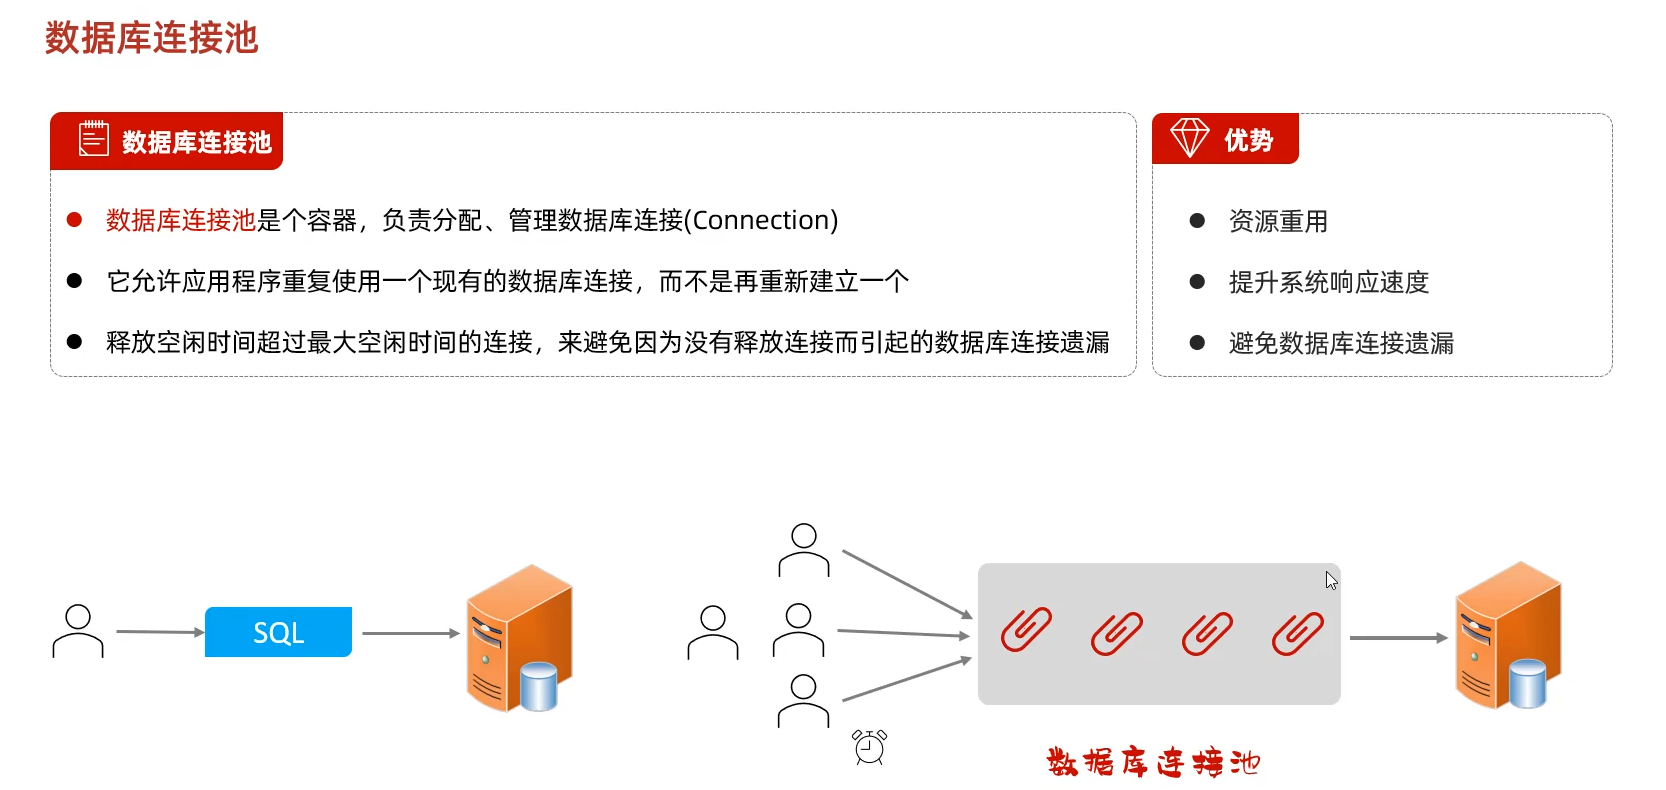 数据库连接池
数据库连接池
数据库连接池是个容器，负责分配、管理数据库连接(Connection)
它允许应用程序重复使用一个现有的数据库连接，而不是再重新建立一个
释放空闲时间超过最大空闲时间的连接，来避免因为没有释放连接而引起的数据库连接遗漏
优势
资源重用
提升系统响应速度
避免数据库连接遗漏
SQL
数据库连接池